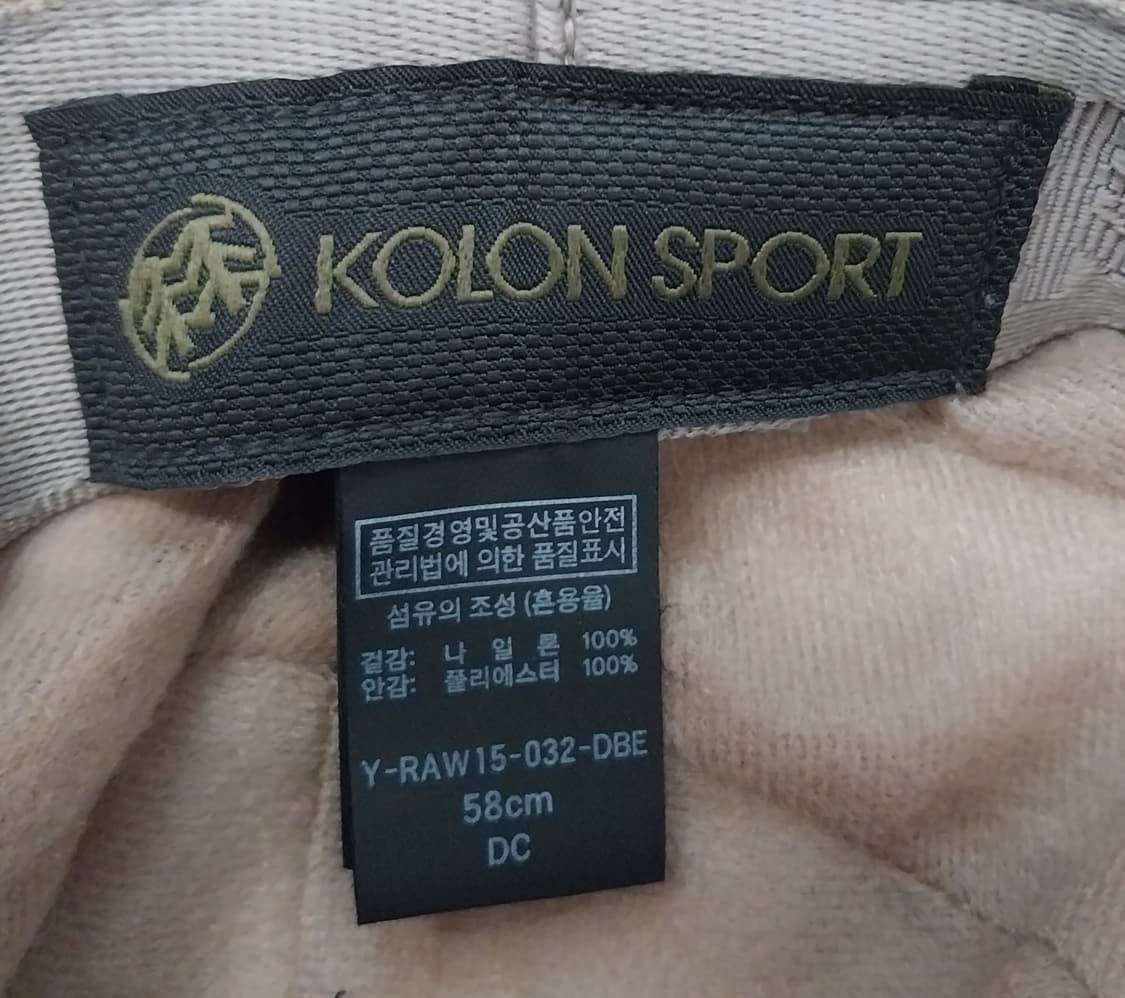 KOLON SPORT
품질경영및공산품안전
관리법에 의한 품질표시
섬유의 조성 (혼용율)
겉감: 나 일 론 100%
안감: 폴리에스터 100%
Y-RAW15-032-DBE
58cm
DC